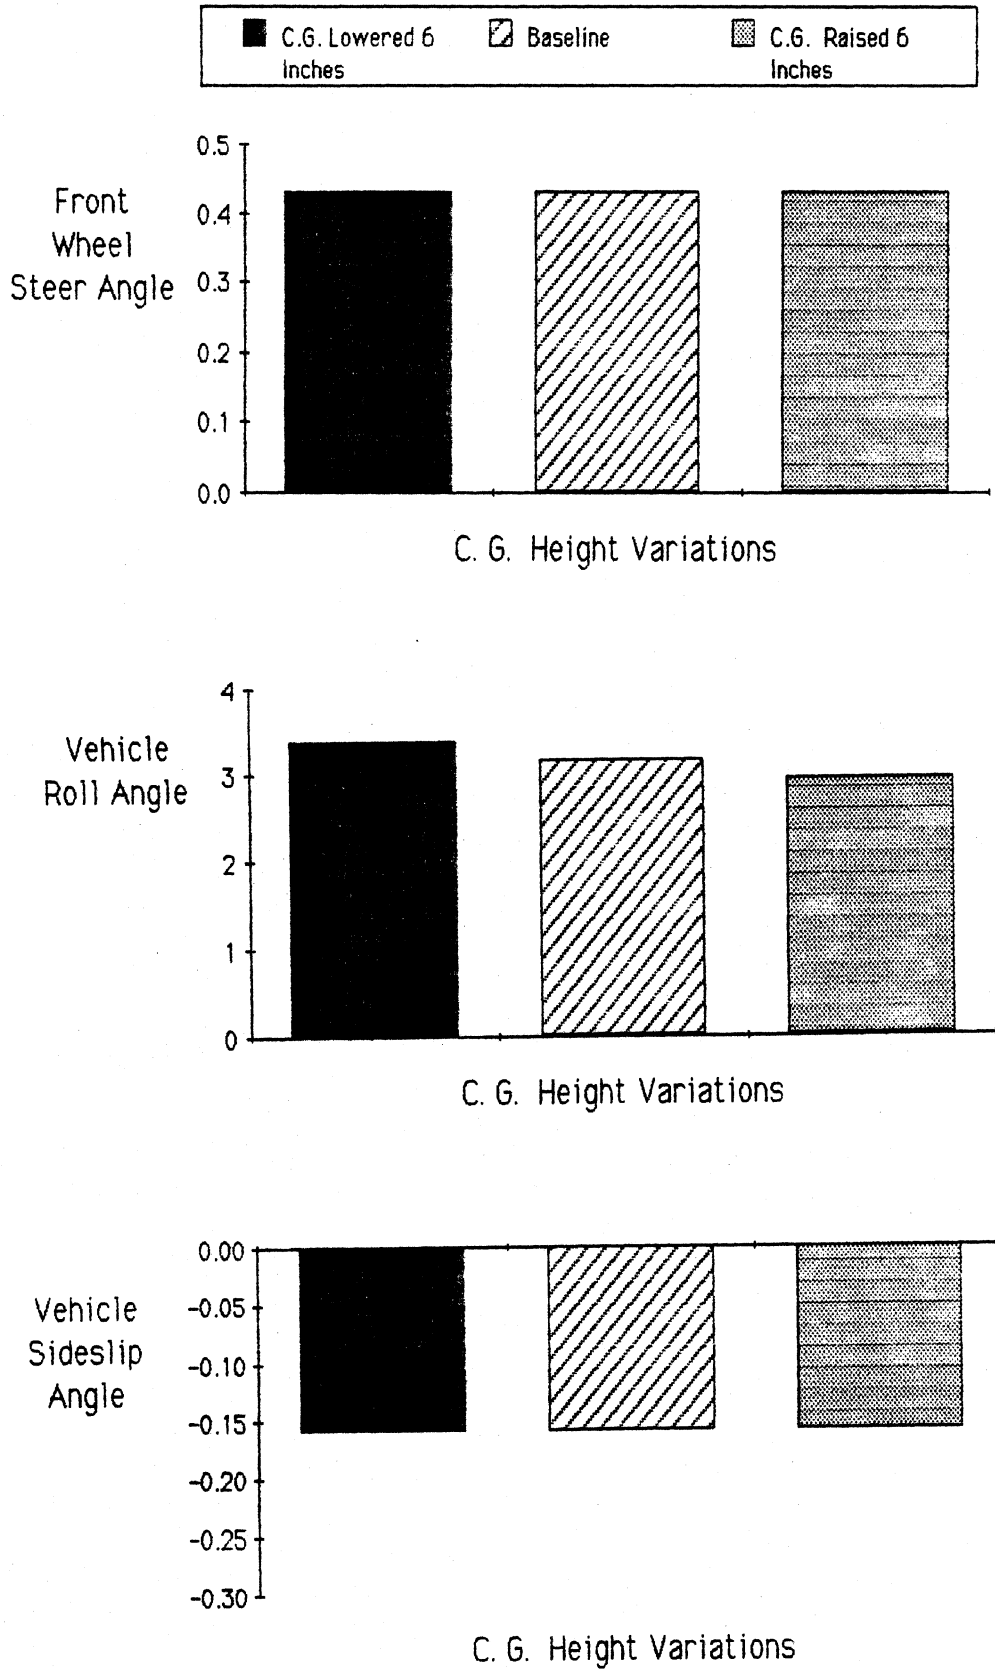 C.G. Lowered 6 Inches
Baseline
C.G. Raised 6 Inches
Front
Wheel
Steer Angle
0.5
0.4
0.3
0.2
0.1
0.0
C. G. Height Variations
Vehicle
Roll Angle
4
3
2
1
0
C. G. Height Variations
Vehicle
Sideslip
Angle
0.00
-0.05
-0.10
-0.15
-0.20
-0.25
-0.30
C. G. Height Variations